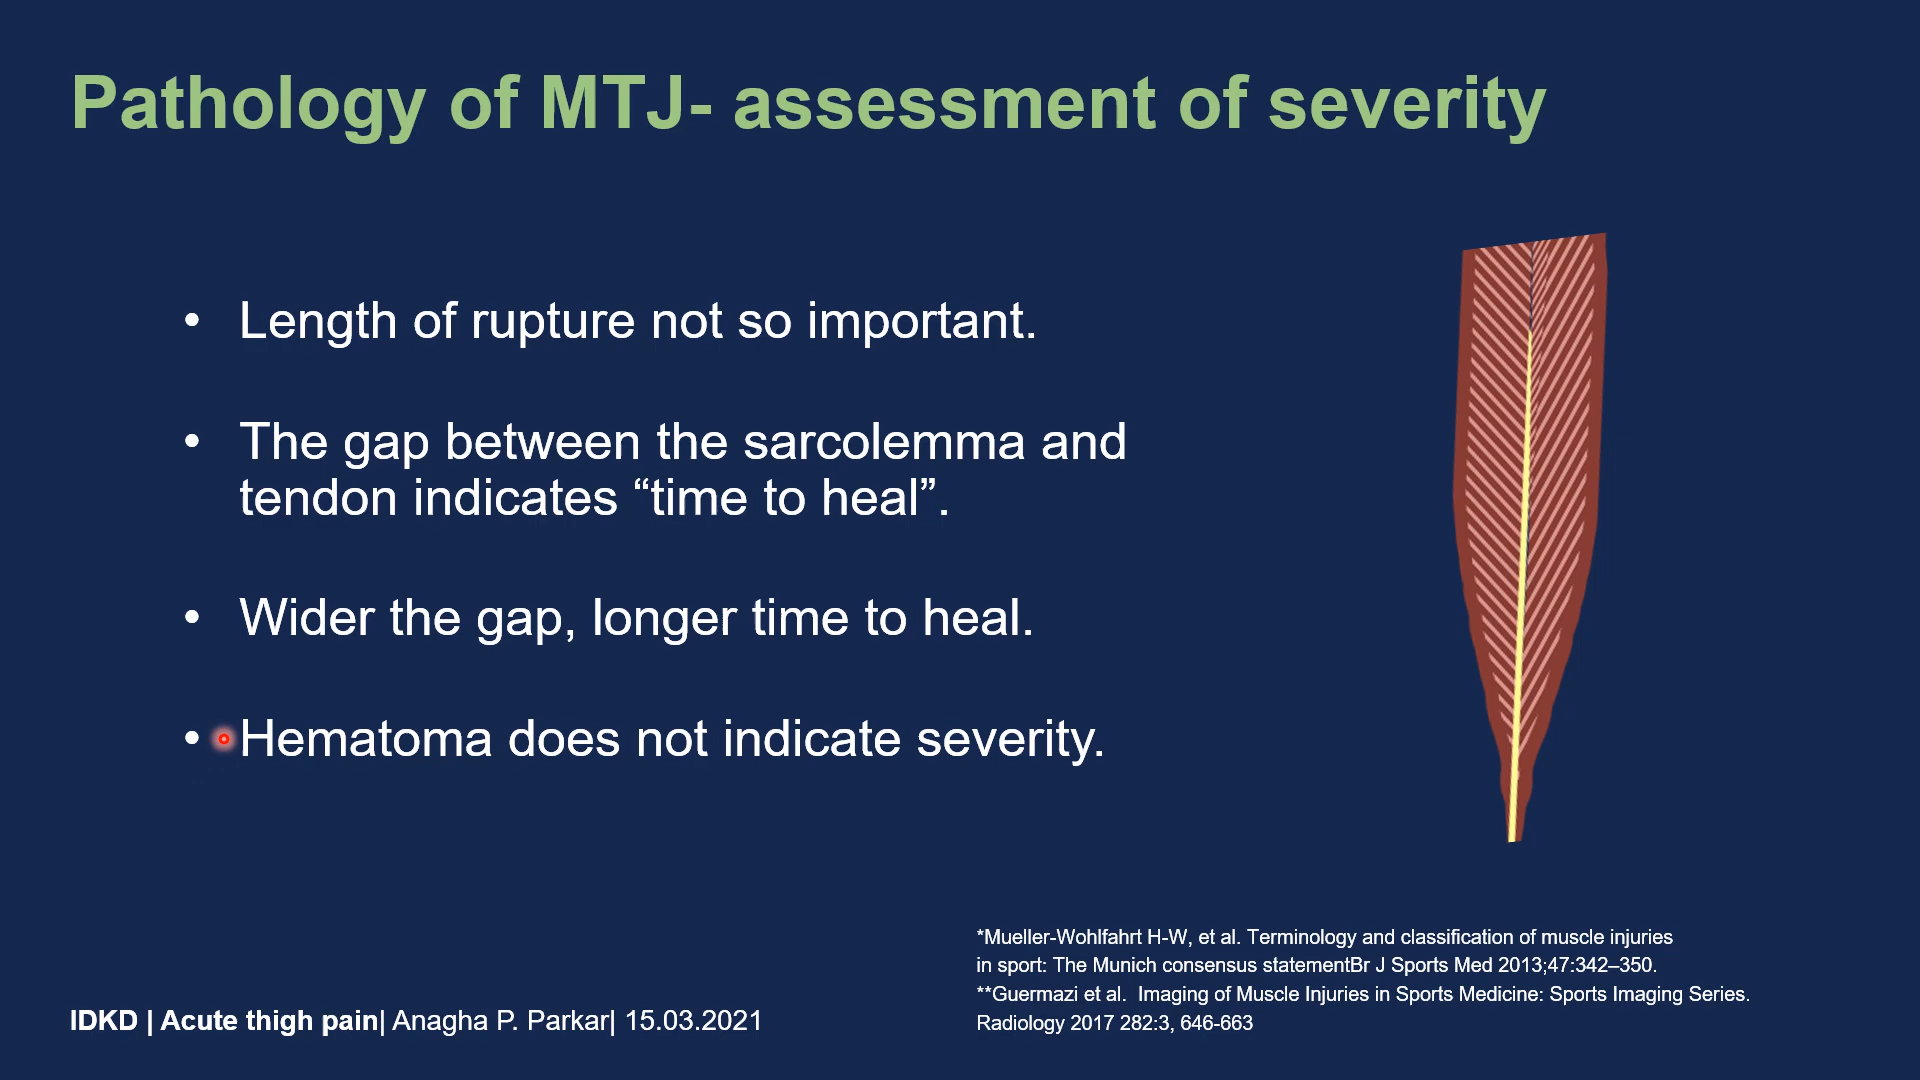 Pathology of MTJ- assessment of severity
• Length of rupture not so important.
• The gap between the sarcolemma and
tendon indicates “time to heal”.
• Wider the gap, longer time to heal.
• Hematoma does not indicate severity.
*Mueller-Wohlfahrt H-W, et al. Terminology and classification of muscle injuries
in sport: The Munich consensus statementBr J Sports Med 2013;47:342–350.
**Guermazi et al.  Imaging of Muscle Injuries in Sports Medicine: Sports Imaging Series.
Radiology 2017 282:3, 646-663
IDKD | Acute thigh pain| Anagha P. Parkar| 15.03.2021